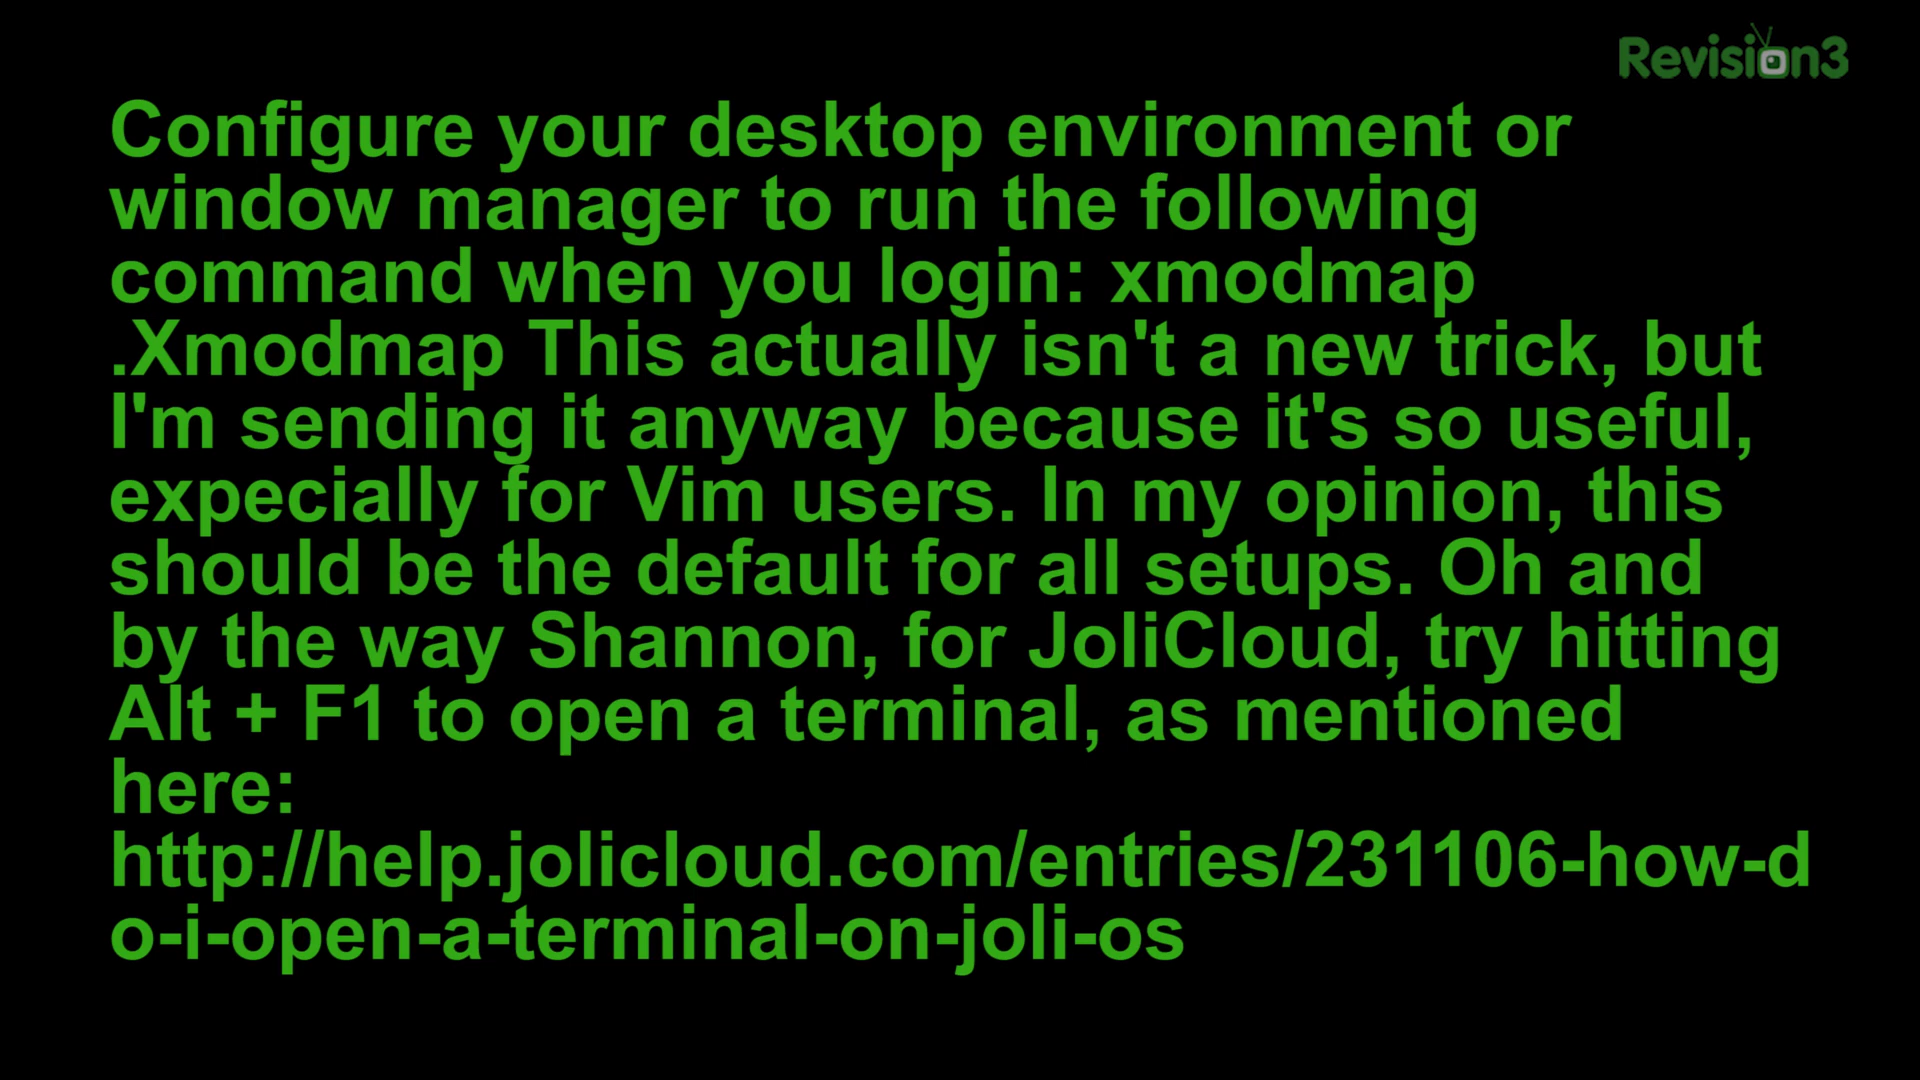 Revision3
Configure your desktop environment or
window manager to run the following
command when you login: xmodmap
.Xmodmap This actually isn't a new trick, but
I'm sending it anyway because it's so useful,
expecially for Vim users. In my opinion, this
should be the default for all setups. Oh and
by the way Shannon, for JoliCloud, try hitting
Alt + F1 to open a terminal, as mentioned
here:
http://help.jolicloud.com/entries/231106-how-d
o-i-open-a-terminal-on-joli-os